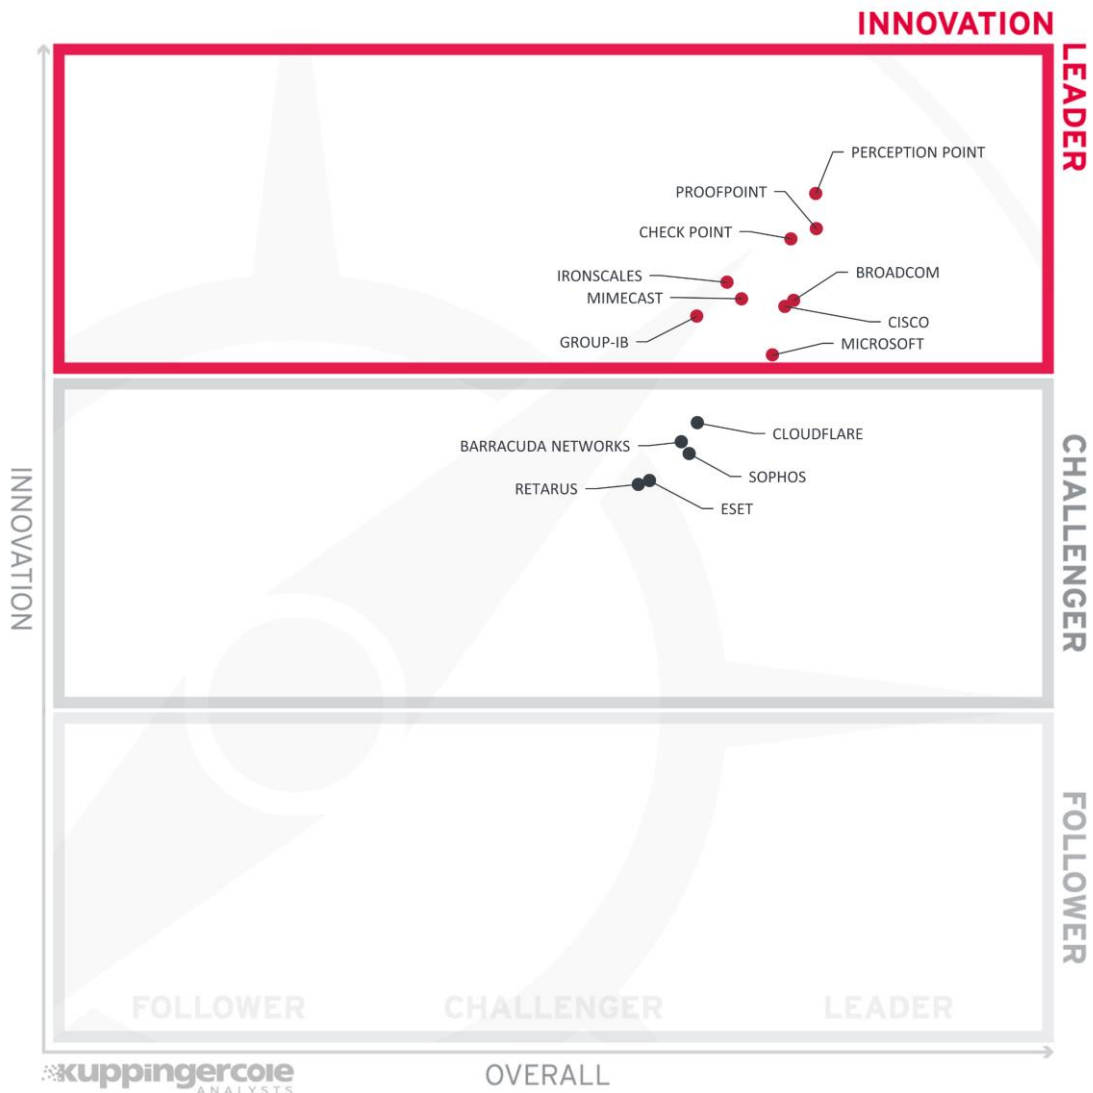 INNOVATION
LEADER
PERCEPTION POINT
PROOFPOINT
CHECK POINT
IRONSCALES
BROADCOM
MIMECAST
CISCO
GROUP-IB
MICROSOFT
CHALLENGER
CLOUDFLARE
BARRACUDA NETWORKS
SOPHOS
RETARUS
ESET
INNOVATION
FOLLOWER
FOLLOWER CHALLENGER LEADER
kuppingercole
ANALYSTS
OVERALL